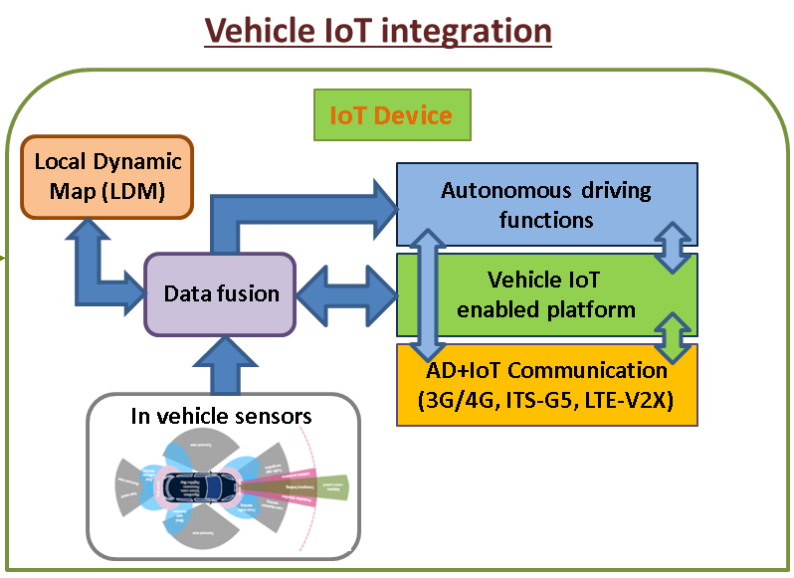 Vehicle IoT integration
IoT Device
Local Dynamic
Map (LDM)
Autonomous driving
functions
Data fusion
Vehicle IoT
enabled platform
AD+IoT Communication
(3G/4G, ITS-G5, LTE-V2X)
In vehicle sensors